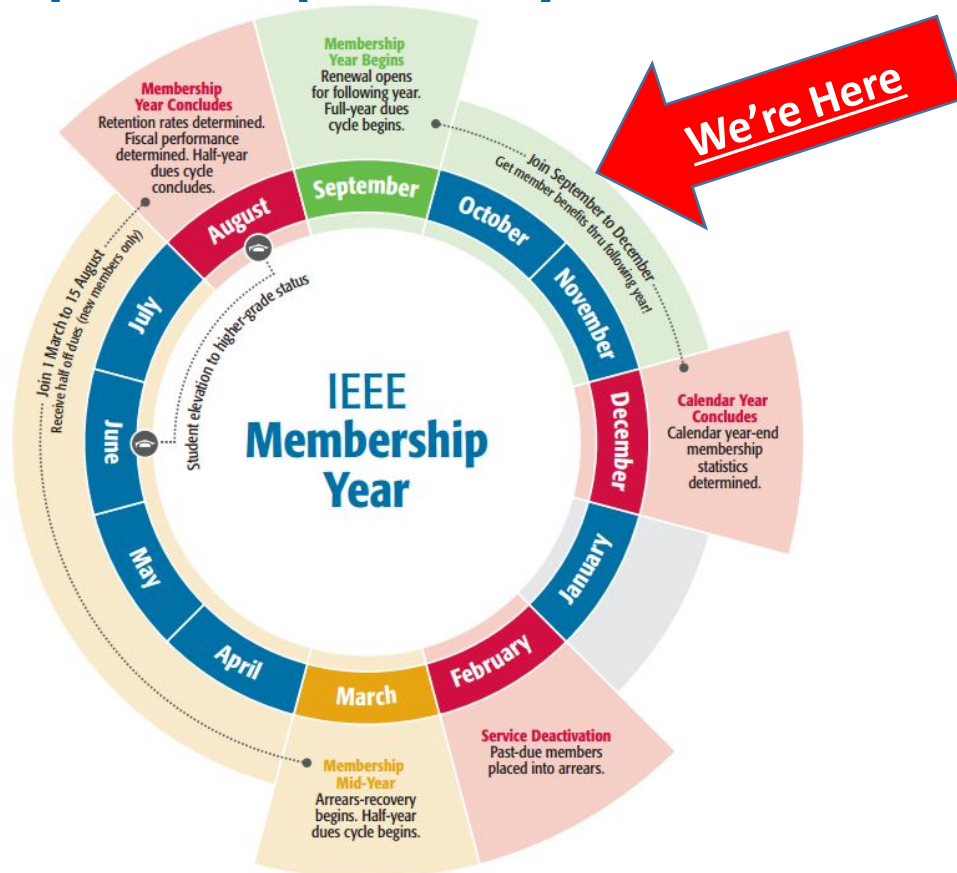 We're Here
Membership
Year Begins
Renewal opens
for following year.
Full-year dues
cycle begins.
Membership
Year Concludes
Retention rates determined.
Fiscal performance
determined. Half-year
dues cycle
concludes.
Join September to December
Get member benefits thru following year!
September
October
November
December
January
February
March
April
May
June
July
August
Calendar Year
Concludes
Calendar year-end
membership
statistics
determined.
Service Deactivation
Past-due members
placed into arrears.
Membership
Mid-Year
Arrears-recovery
begins. Half-year
dues cycle begins.
Join 1 March to 15 August
Receive half off dues (new members only)
Student elevation to higher-grade status
IEEE
Membership
Year